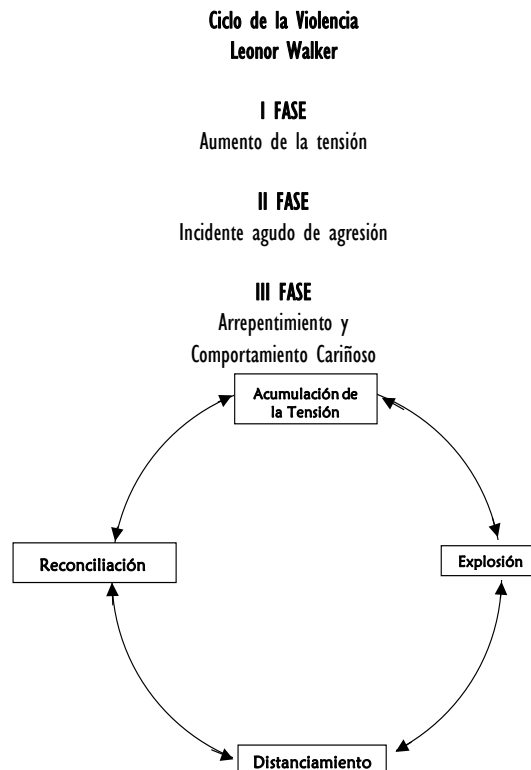 Ciclo de la Violencia
Leonor Walker
I FASE
Aumento de la tensión
II FASE
Incidente agudo de agresión
III FASE
Arrepentimiento y
Comportamiento Cariñoso
Acumulación de
la Tensión
Reconciliación
Explosión
Distanciamiento